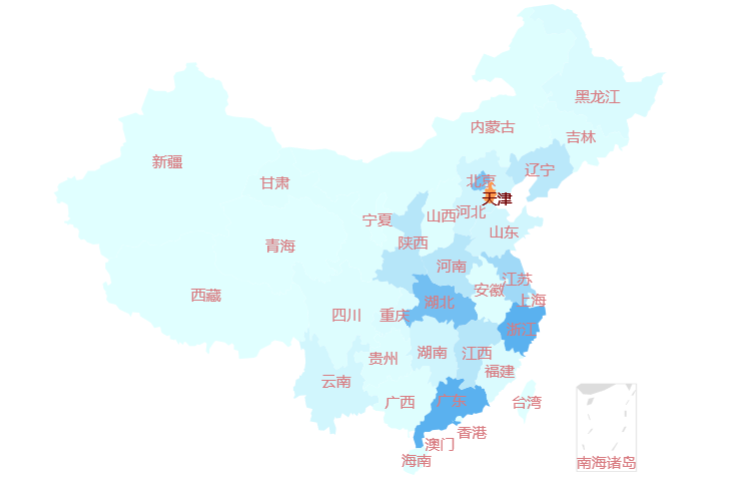 黑龙江
内蒙古
吉林
新疆
辽宁
甘肃
北京
天津
宁夏
山西
河北
山东
陕西
青海
河南
江苏
西藏
安徽
上海
湖北
四川
重庆
浙江
贵州
湖南
江西
福建
云南
广西
广东
台湾
香港
澳门
海南
南海诸岛